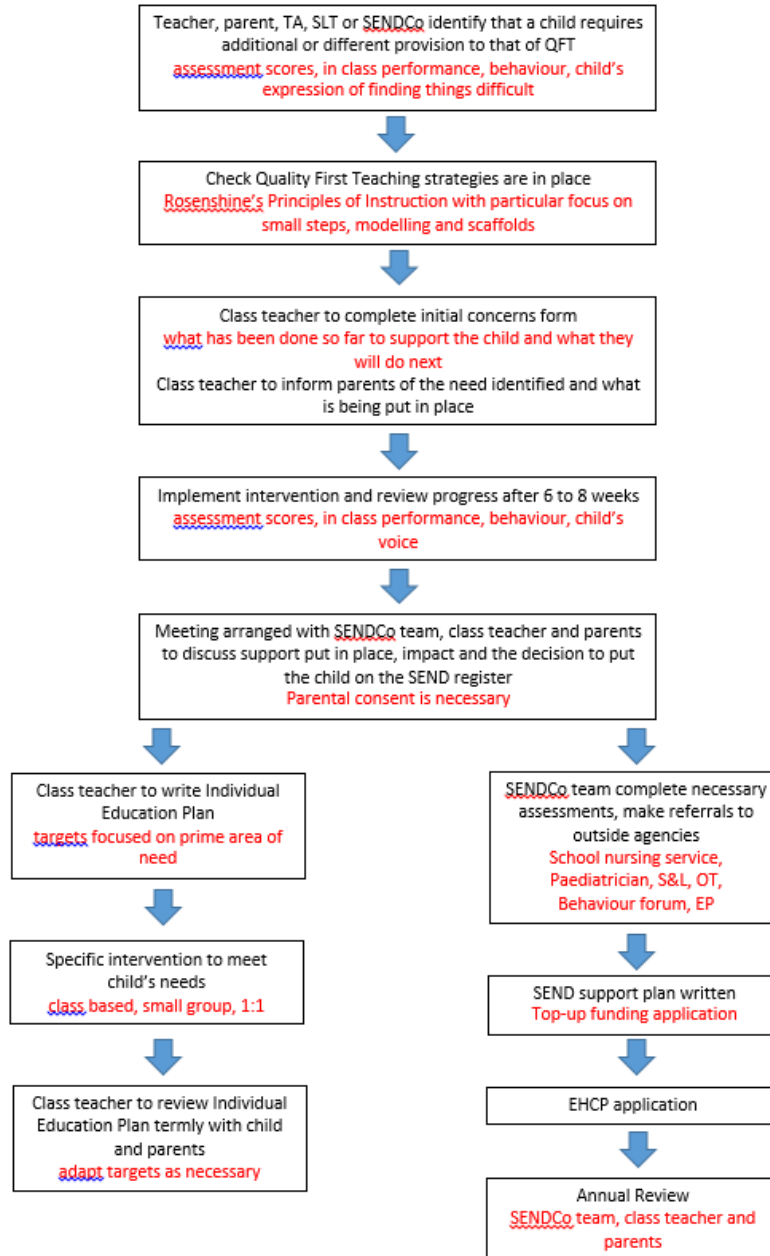 Teacher, parent, TA, SLT or SENDCo identify that a child requires
additional or different provision to that of QFT
assessment scores, in class performance, behaviour, child's
expression of finding things difficult
Check Quality First Teaching strategies are in place
Rosenshine's Principles of Instruction with particular focus on
small steps, modelling and scaffolds
Class teacher to complete initial concerns form
what has been done so far to support the child and what they
will do next
Class teacher to inform parents of the need identified and what
is being put in place
Implement intervention and review progress after 6 to 8 weeks
assessment scores, in class performance, behaviour, child's
voice
Meeting arranged with SENDCo team, class teacher and parents
to discuss support put in place, impact and the decision to put
the child on the SEND register
Parental consent is necessary
Class teacher to write Individual
Education Plan
targets focused on prime area of
need
Specific intervention to meet
child's needs
class based, small group, 1:1
Class teacher to review Individual
Education Plan termly with child
and parents
adapt targets as necessary
SENDCo team complete necessary
assessments, make referrals to
outside agencies
School nursing service,
Paediatrician, S&L, OT,
Behaviour forum, EP
SEND support plan written
Top-up funding application
EHCP application
Annual Review
SENDCo team, class teacher and
parents